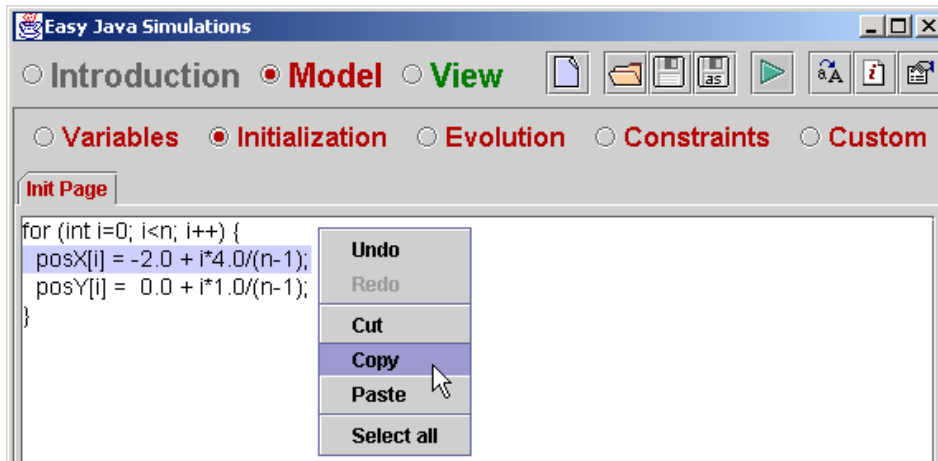 Easy Java Simulations
Introduction Model View
as
aA i
Variables Initialization Evolution Constraints Custom
Init Page
for (int i=0; i<n; i++) {
posX[i] = -2.0 + i*4.0/(n-1);
posY[i] =  0.0 + i*1.0/(n-1);
}
Undo
Redo
Cut
Copy
Paste
Select all